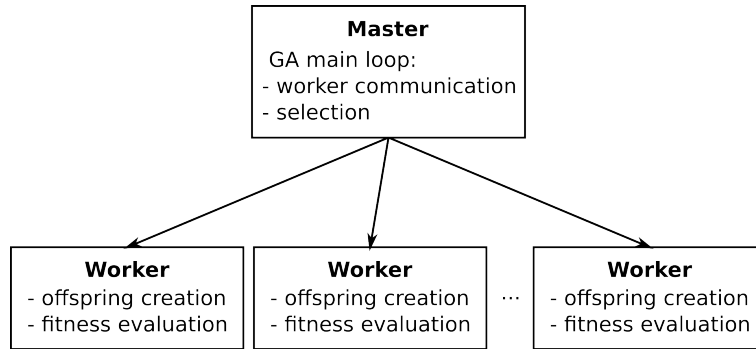 Master
GA main loop:
- worker communication
- selection
Worker
- offspring creation
- fitness evaluation
Worker
- offspring creation
- fitness evaluation
...
Worker
- offspring creation
- fitness evaluation